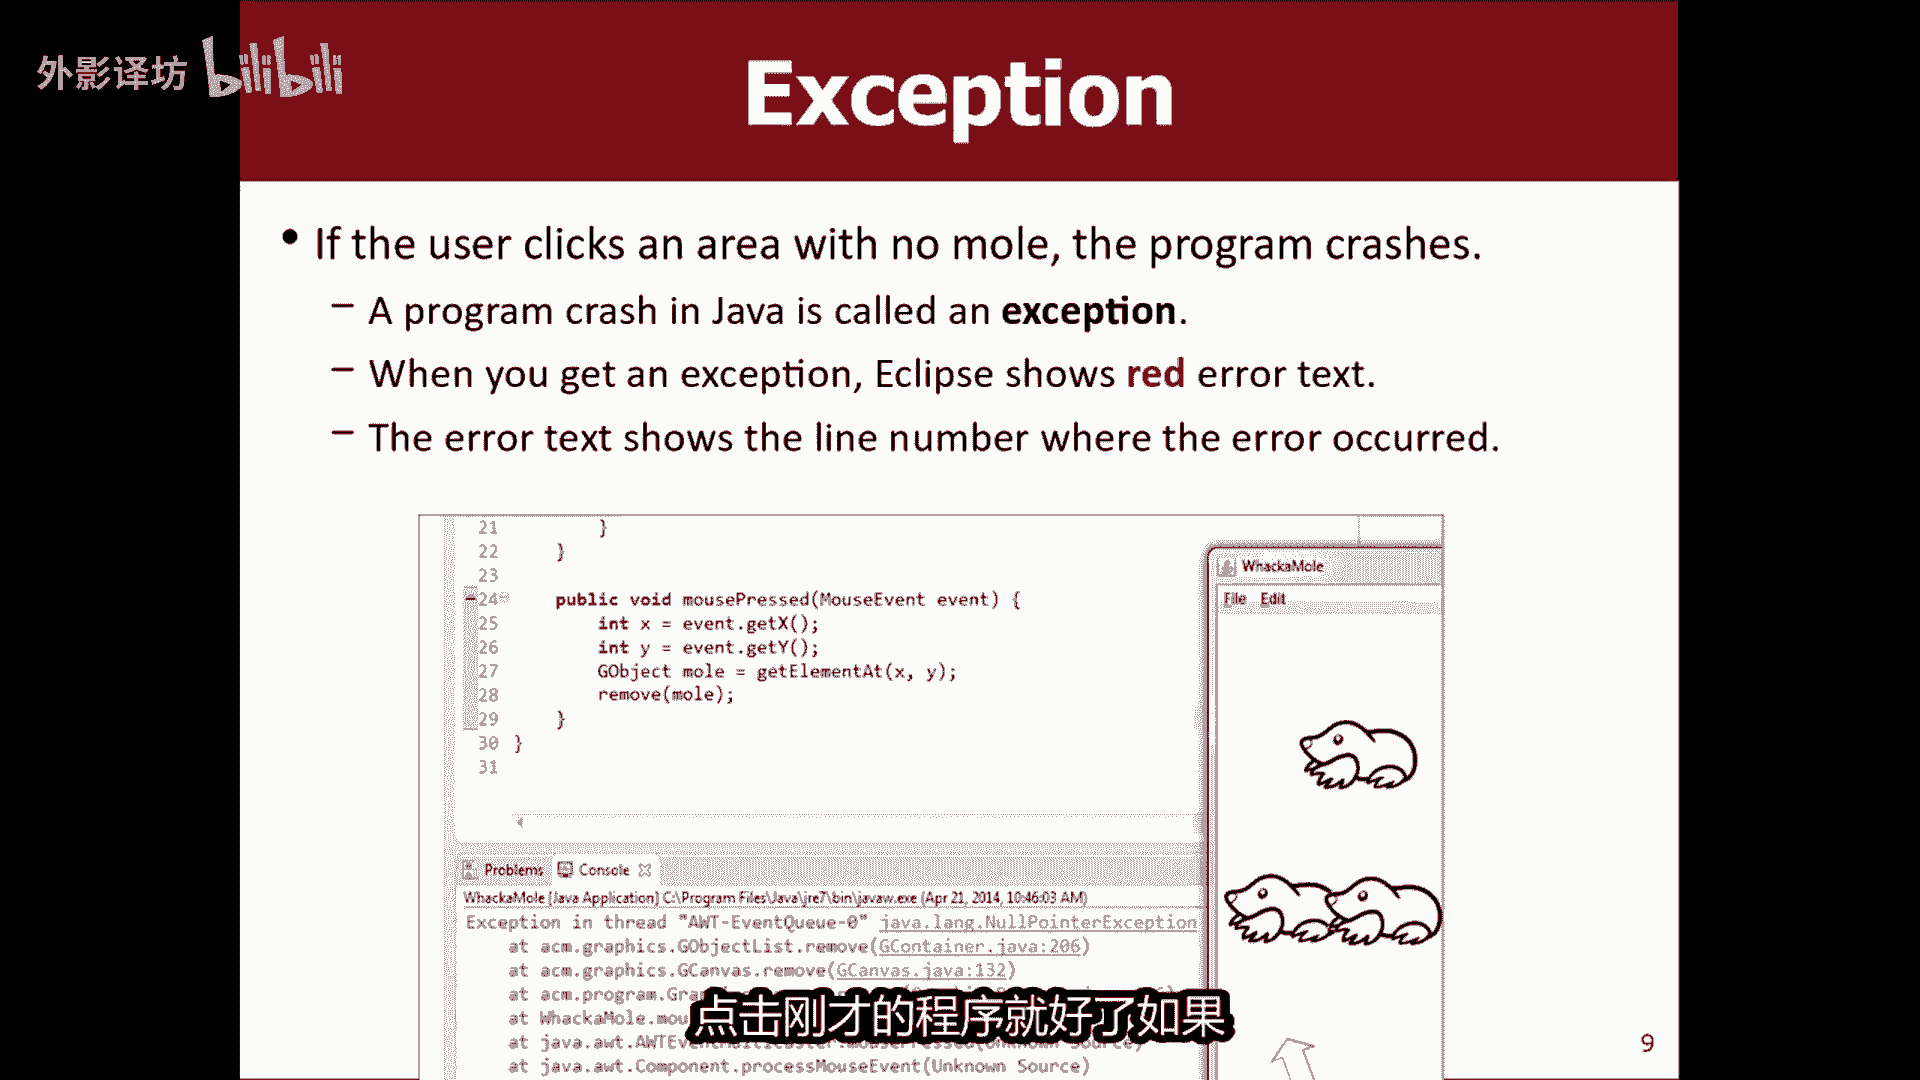 外影译坊 bilibili
Exception
• If the user clicks an area with no mole, the program crashes.
– A program crash in Java is called an exception.
– When you get an exception, Eclipse shows red error text.
– The error text shows the line number where the error occurred.
21 }
22 }
23
24 public void mousePressed(MouseEvent event) {
25 int x = event.getX();
26 int y = event.getY();
27 GObject mole = getElementAt(x, y);
28 remove(mole);
29 }
30 }
31
WhackaMole
File Edit
Problems Console
WhackaMole [Java Application] C:\Program Files\Java\jre7\bin\javaw.exe (Apr 21, 2014, 10:46:03 AM)
Exception in thread "AWT-EventQueue-0" java.lang.NullPointerException
at acm.graphics.GObjectList.remove(GContainer.java:206)
at acm.graphics.GCanvas.remove(GCanvas.java:132)
at acm.program.Gra
at WhackaMole.mou
点击刚才的程序就好了如果
at java.awt.AWTEventMulticaster.mousePressed(Unknown Source)
at java.awt.Component.processMouseEvent(Unknown Source)
9